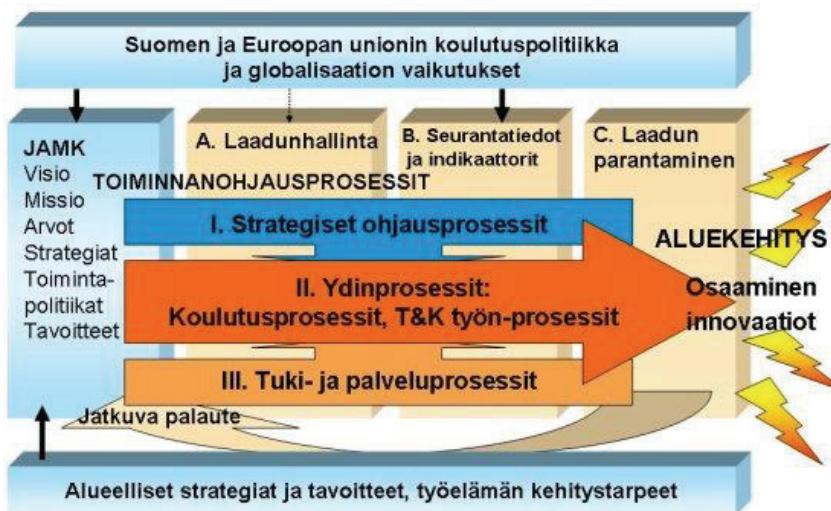 Suomen ja Euroopan unionin koulutuspolitiikka
ja globalisaation vaikutukset
JAMK
Visio
Missio
Arvot
Strategiat
Toiminta-
politiikat
Tavoitteet
A. Laadunhallinta
B. Seurantatiedot
ja indikaattorit
C. Laadun
parantaminen
TOIMINNANOHJAUSPROSESSIT
I. Strategiset ohjausprosessit
II. Ydinprosessit:
Koulutusprosessit, T&K työn-prosessit
III. Tuki- ja palveluprosessit
ALUEKEHITYS
Osaaminen
innovaatiot
Jatkuva palaute
Alueelliset strategiat ja tavoitteet, työelämän kehitystarpeet